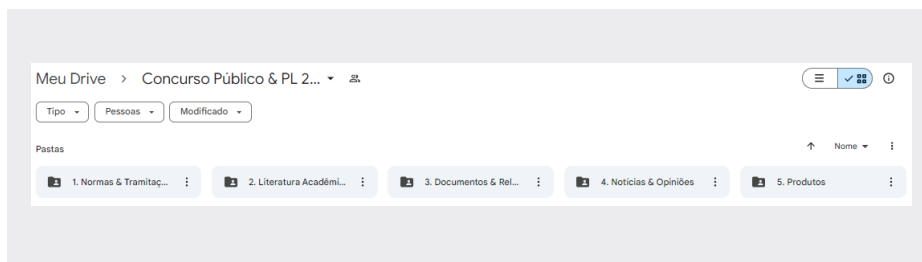 Meu Drive > Concurso Público & PL 2...
Tipo Pessoas Modificado
Pastas Nome
1. Normas & Tramitaç... 2. Literatura Acadêmi... 3. Documentos & Rel... 4. Notícias & Opiniões 5. Produtos